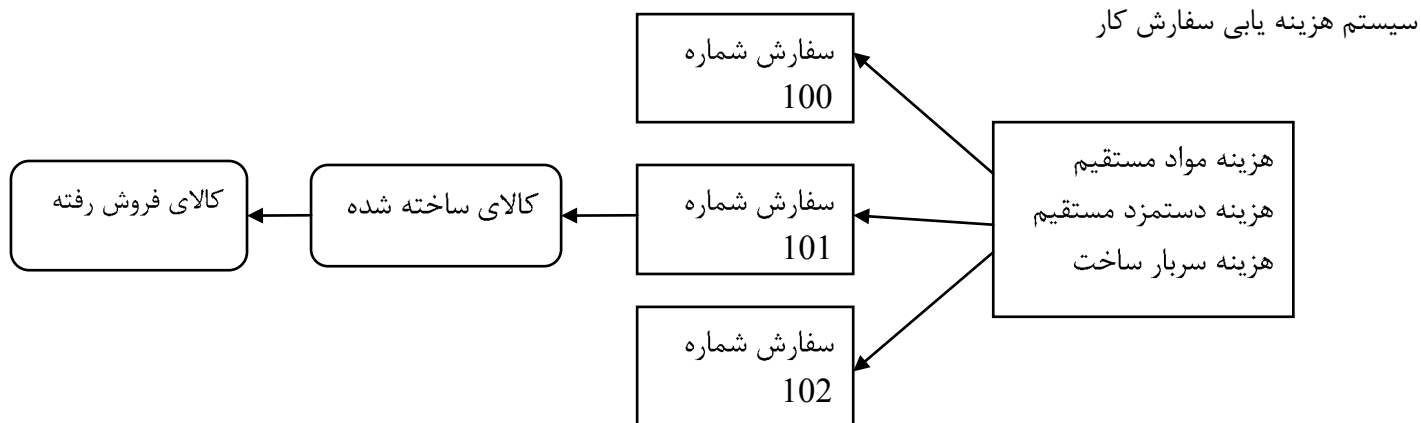 سیستم هزینه یابی سفارش کار
هزینه مواد مستقیم
هزینه دستمزد مستقیم
هزینه سربار ساخت
سفارش شماره
100
سفارش شماره
101
سفارش شماره
102
کالای ساخته شده
کالای فروش رفته